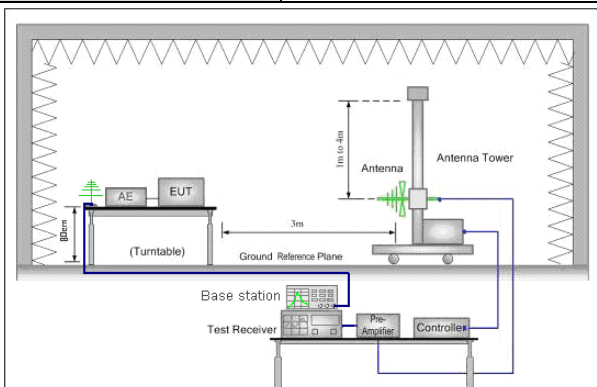 1m to 4m
Antenna
Antenna Tower
AE
EUT
80cm
3m
(Turntable)
Ground Reference Plane
Base station
Test Receiver
Pre-
Amplifier
Controlle